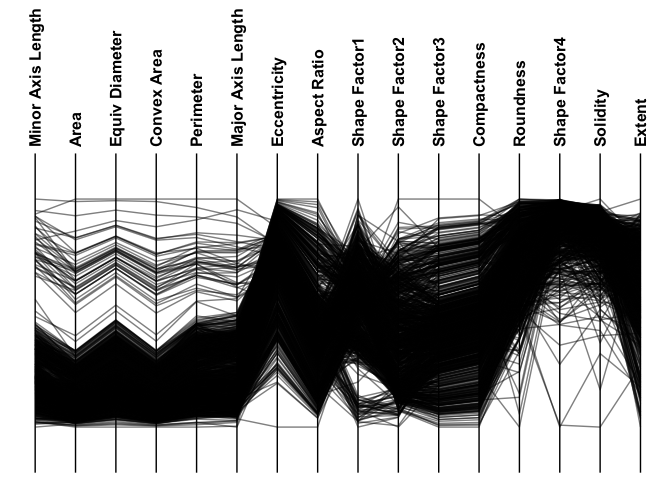 Minor Axis Length
Area
Equiv Diameter
Convex Area
Perimeter
Major Axis Length
Eccentricity
Aspect Ratio
Shape Factor1
Shape Factor2
Shape Factor3
Compactness
Roundness
Shape Factor4
Solidity
Extent